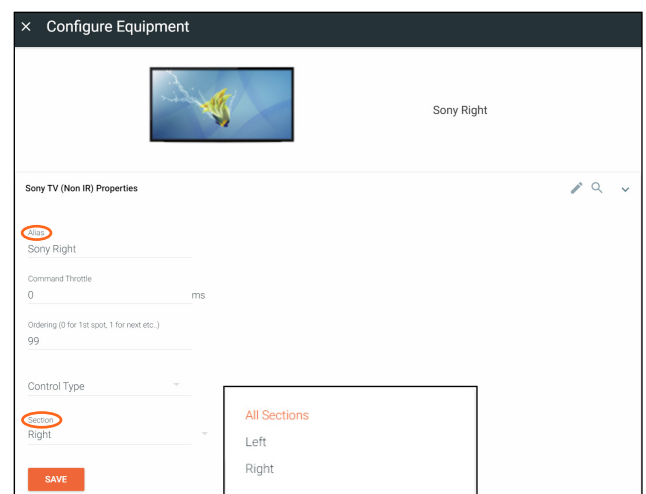 × Configure Equipment
Sony Right
Sony TV (Non IR) Properties
Alias
Sony Right
Command Throttle
0 ms
Ordering (0 for 1st spot, 1 for next etc..)
99
Control Type
Section
Right
SAVE
All Sections
Left
Right